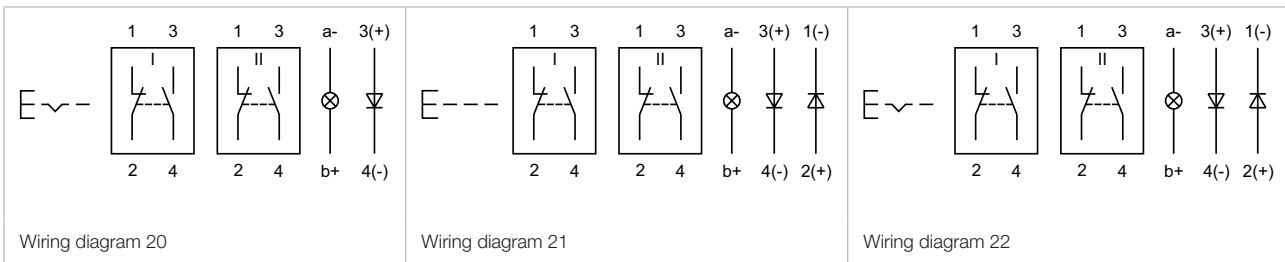 1 3 1 3 a- 3(+)
I II
2 4 2 4 b+ 4(-)
Wiring diagram 20
1 3 1 3 a- 3(+) 1(-)
I II
2 4 2 4 b+ 4(-) 2(+)
Wiring diagram 21
1 3 1 3 a- 3(+) 1(-)
I II
2 4 2 4 b+ 4(-) 2(+)
Wiring diagram 22